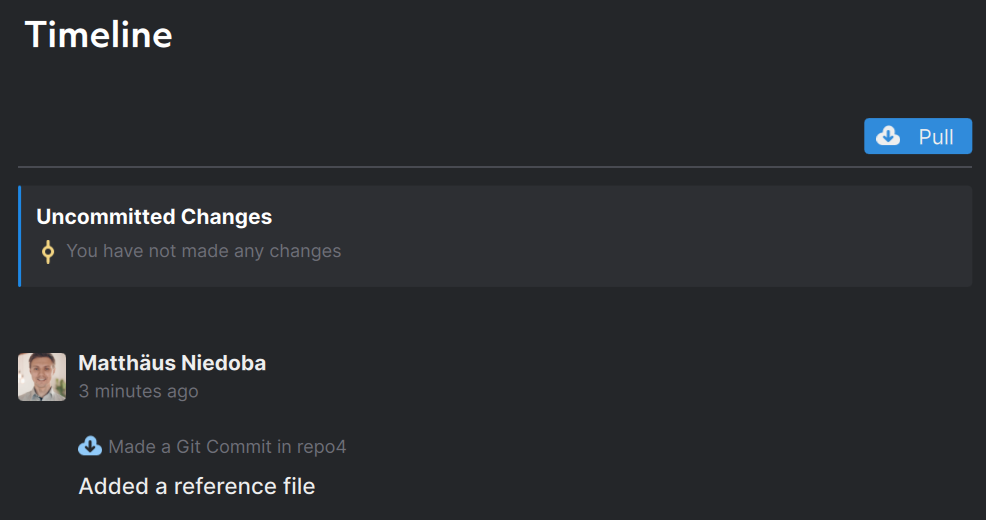 Timeline
Pull
Uncommitted Changes
You have not made any changes
Matthäus Niedoba
3 minutes ago
Made a Git Commit in repo4
Added a reference file